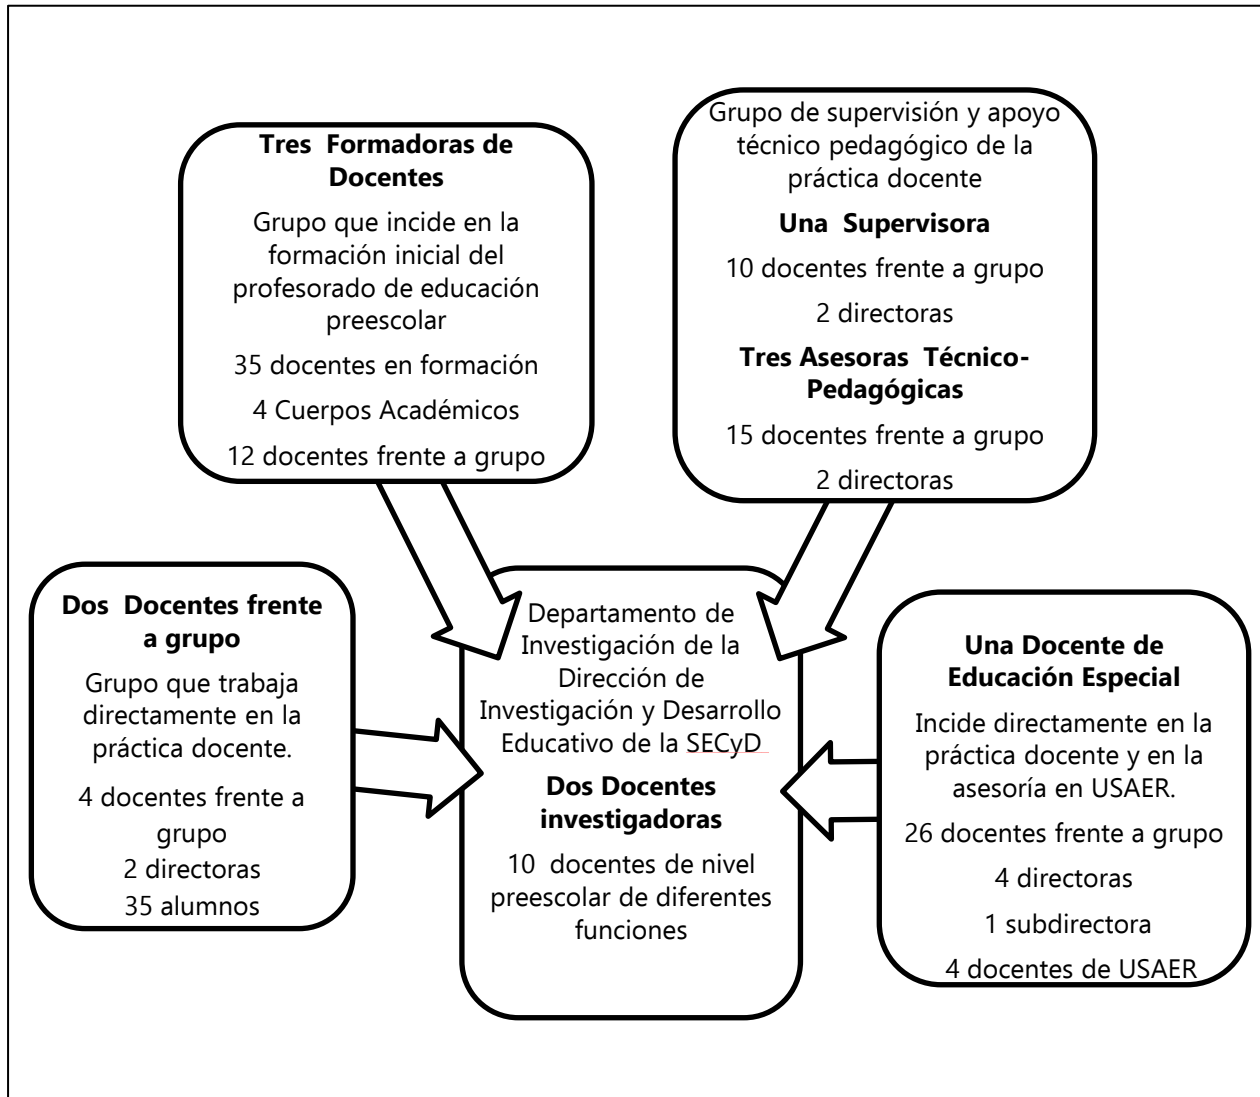 Tres Formadoras de
Docentes
Grupo que incide en la
formación inicial del
profesorado de educación
preescolar
35 docentes en formación
4 Cuerpos Académicos
12 docentes frente a grupo
Grupo de supervisión y apoyo
técnico pedagógico de la
práctica docente
Una Supervisora
10 docentes frente a grupo
2 directoras
Tres Asesoras Técnico-
Pedagógicas
15 docentes frente a grupo
2 directoras
Dos Docentes frente
a grupo
Grupo que trabaja
directamente en la
práctica docente.
4 docentes frente a
grupo
2 directoras
35 alumnos
Departamento de
Investigación de la
Dirección de
Investigación y Desarrollo
Educativo de la SECyD
Dos Docentes
investigadoras
10 docentes de nivel
preescolar de diferentes
funciones
Una Docente de
Educación Especial
Incide directamente en la
práctica docente y en la
asesoría en USAER.
26 docentes frente a grupo
4 directoras
1 subdirectora
4 docentes de USAER